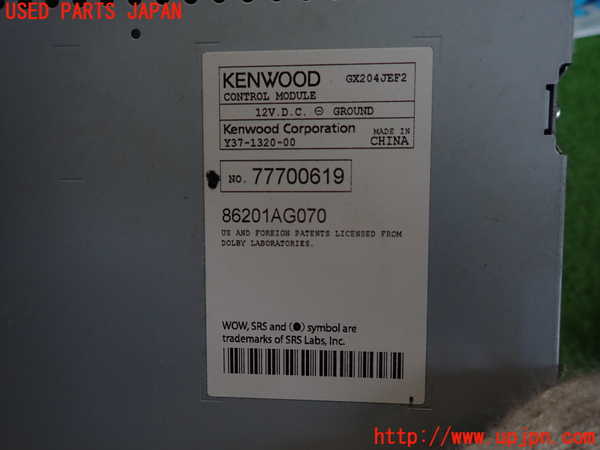 USED PARTS JAPAN
KENWOOD GX204JEF2
CONTROL MODULE
12V.D.C. ⊖ GROUND
Kenwood Corporation MADE IN
Y37-1320-00 CHINA
NO. 77700619
86201AG070
US AND FOREIGN PATENTS LICENSED FROM
DOLBY LABORATORIES.
WOW, SRS and (●) symbol are
trademarks of SRS Labs, Inc.
http://www.upjpn.com/